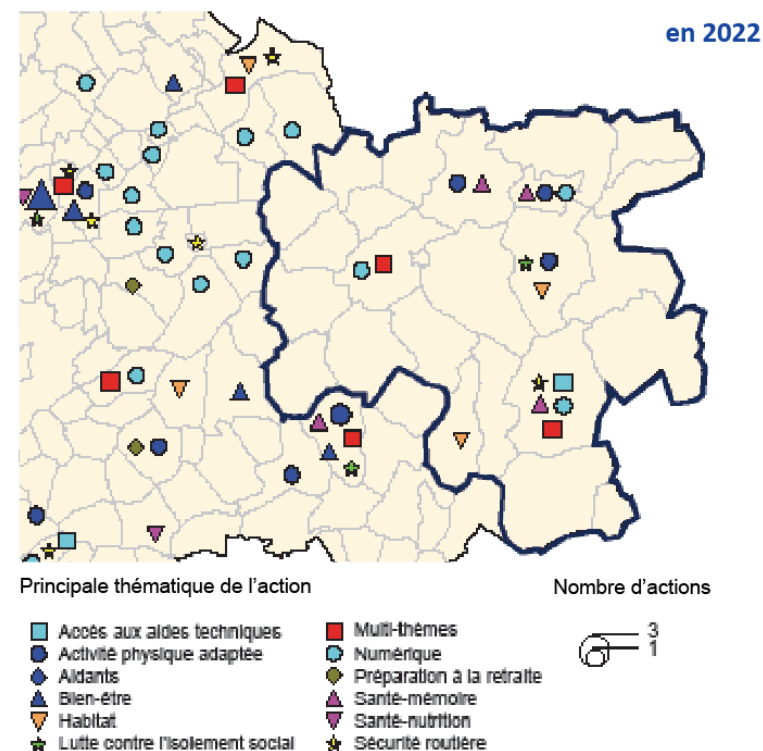 en 2022
Principale thématique de l'action
Nombre d'actions
Accès aux aides techniques
Activité physique adaptée
Aidants
Bien-être
Habitat
Lutte contre l'isolement social
Multi-thèmes
Numérique
Préparation à la retraite
Santé-mémoire
Santé-nutrition
Sécurité routière
3
1